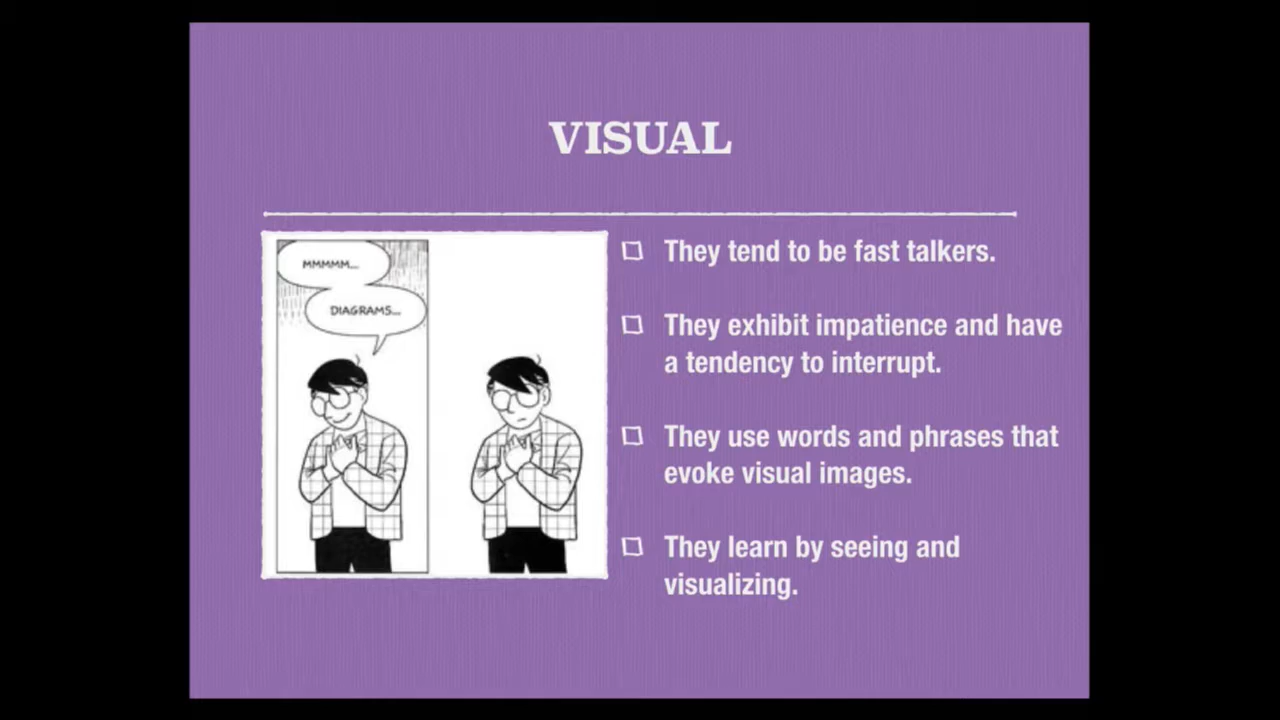 VISUAL
MMMMM...
DIAGRAMS...
They tend to be fast talkers.
They exhibit impatience and have
a tendency to interrupt.
They use words and phrases that
evoke visual images.
They learn by seeing and
visualizing.